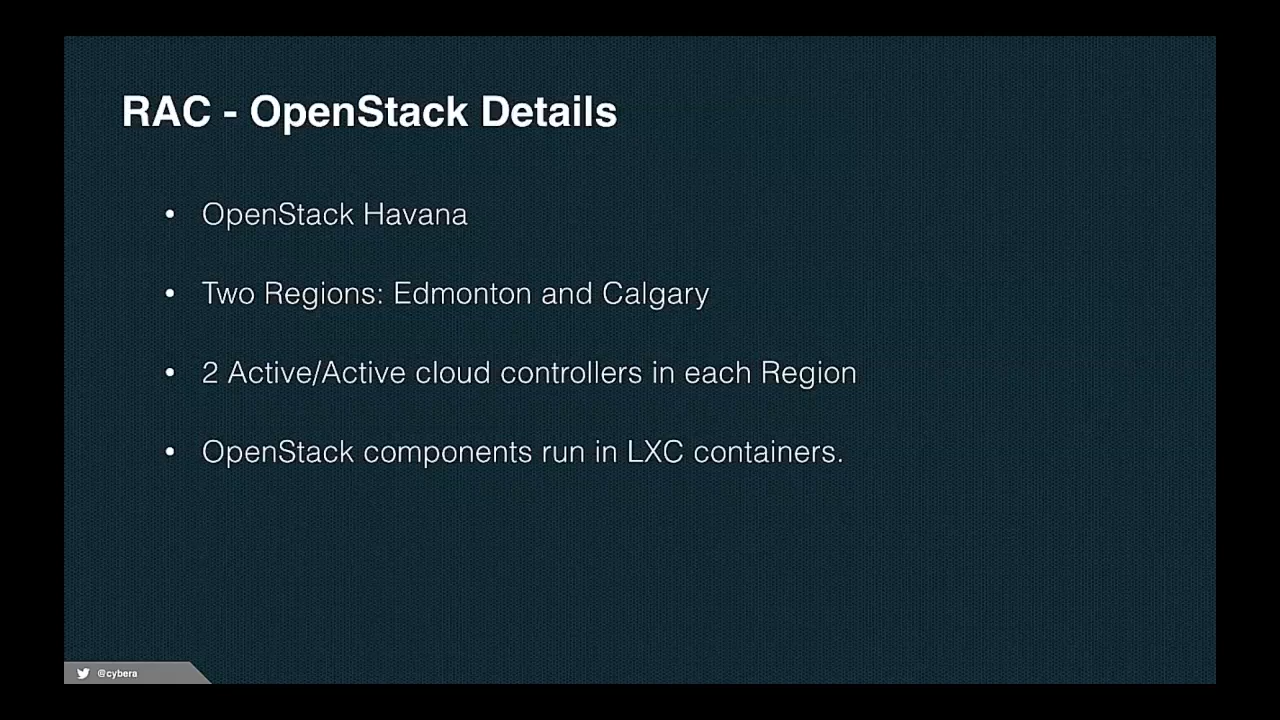 RAC - OpenStack Details
• OpenStack Havana
• Two Regions: Edmonton and Calgary
• 2 Active/Active cloud controllers in each Region
• OpenStack components run in LXC containers.
@cybera